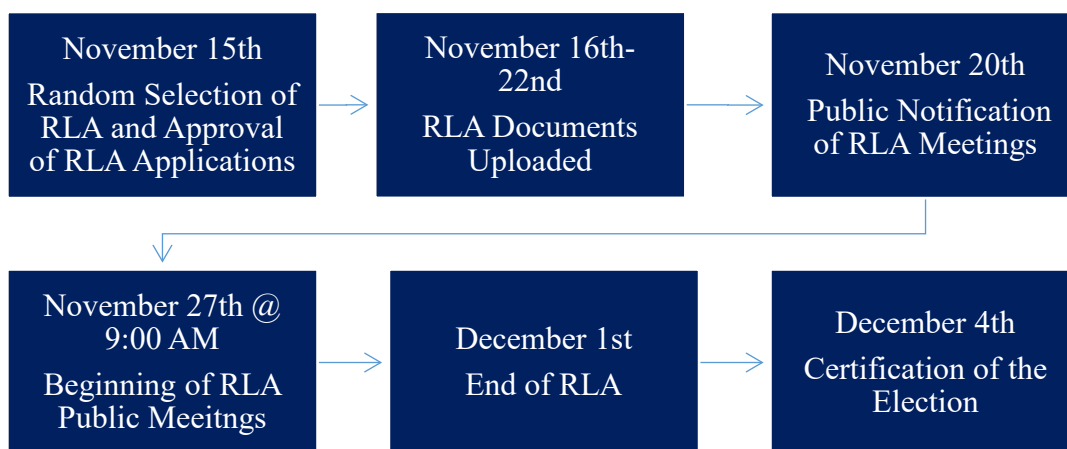 November 15th
Random Selection of
RLA and Approval
of RLA Applications
November 16th-
22nd
RLA Documents
Uploaded
November 20th
Public Notification
of RLA Meetings
November 27th @
9:00 AM
Beginning of RLA
Public Meeitngs
December 1st
End of RLA
December 4th
Certification of the
Election